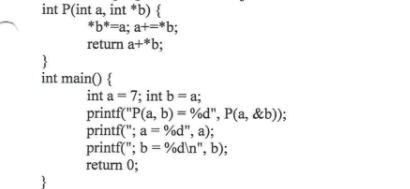 int P(int a, int *b) {
*b*=a; a+=*b;
return a+*b;
}
int main() {
int a = 7; int b = a;
printf("P(a, b) = %d", P(a, &b));
printf("; a = %d", a);
printf("; b = %d\n", b);
return 0;
}